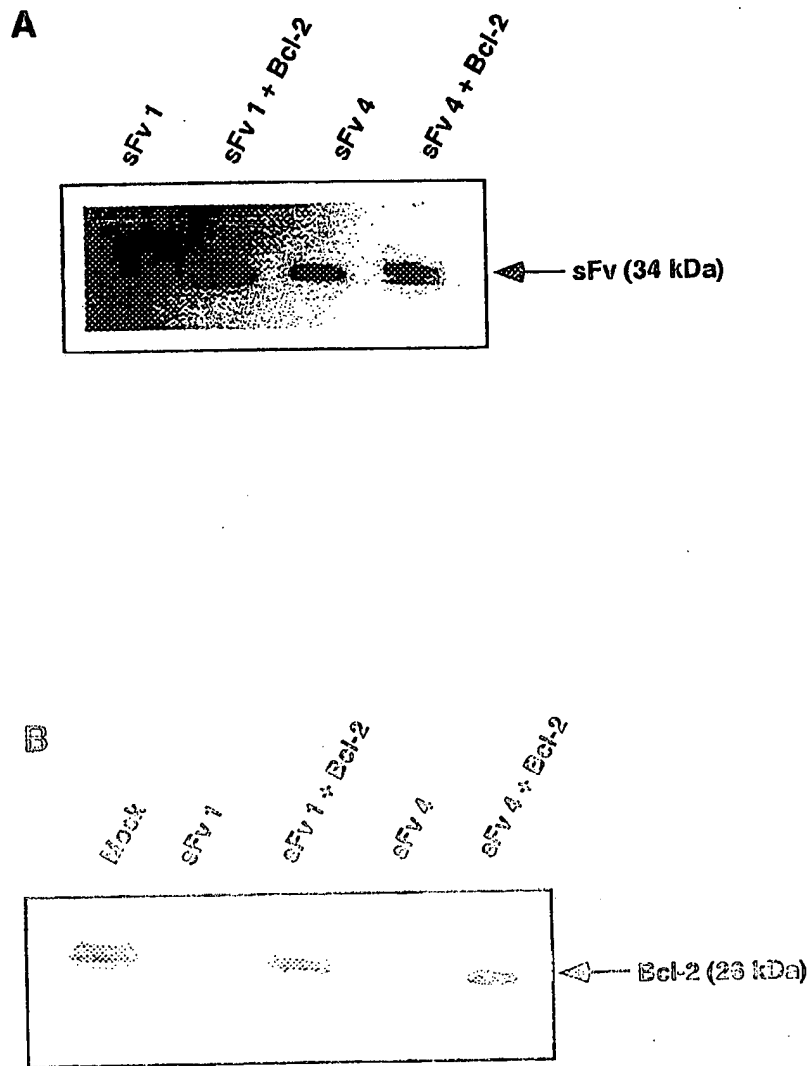 A
sFv 1
sFv 1 + Bcl-2
sFv 4
sFv 4 + Bcl-2
sFv (34 kDa)
B
Mock
sFv 1
sFv 1 + Bcl-2
sFv 4
sFv 4 + Bcl-2
Bcl-2 (26 kDa)